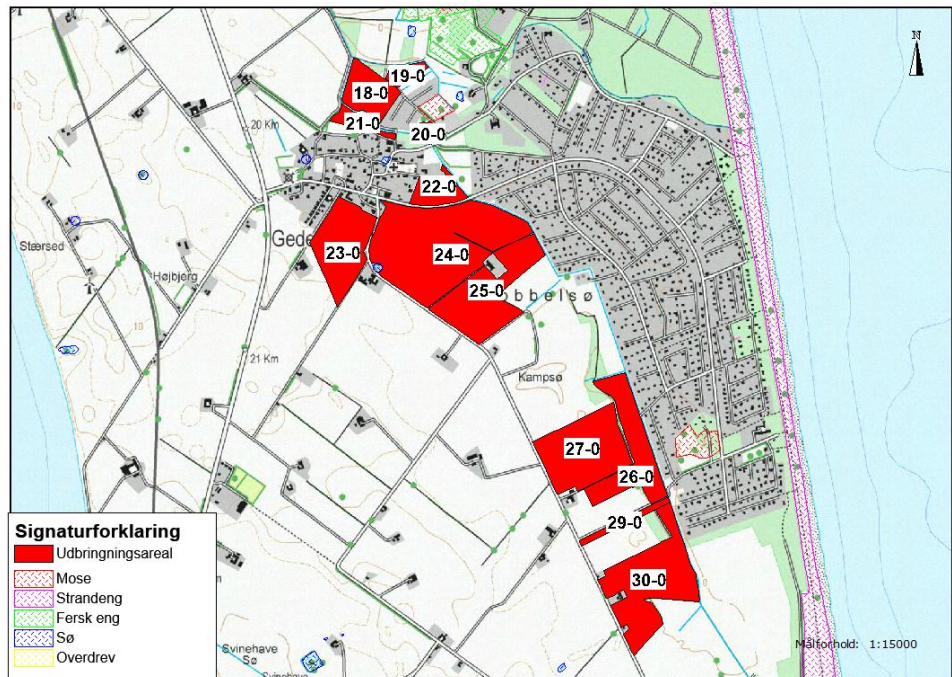 N
19-0
18-0
20 Km
21-0
20-0
22-0
Stærsed
Gede
23-0
24-0
Højbjerg
25-0
obbelsø
21 Km
Kampsø
27-0
26-0
29-0
30-0
Signaturforklaring
Udbringningsareal
Mose
Strandeng
Fersk eng
Sø
Overdrev
Svinehave
Sø
Svinehave
Målforhold: 1:15000